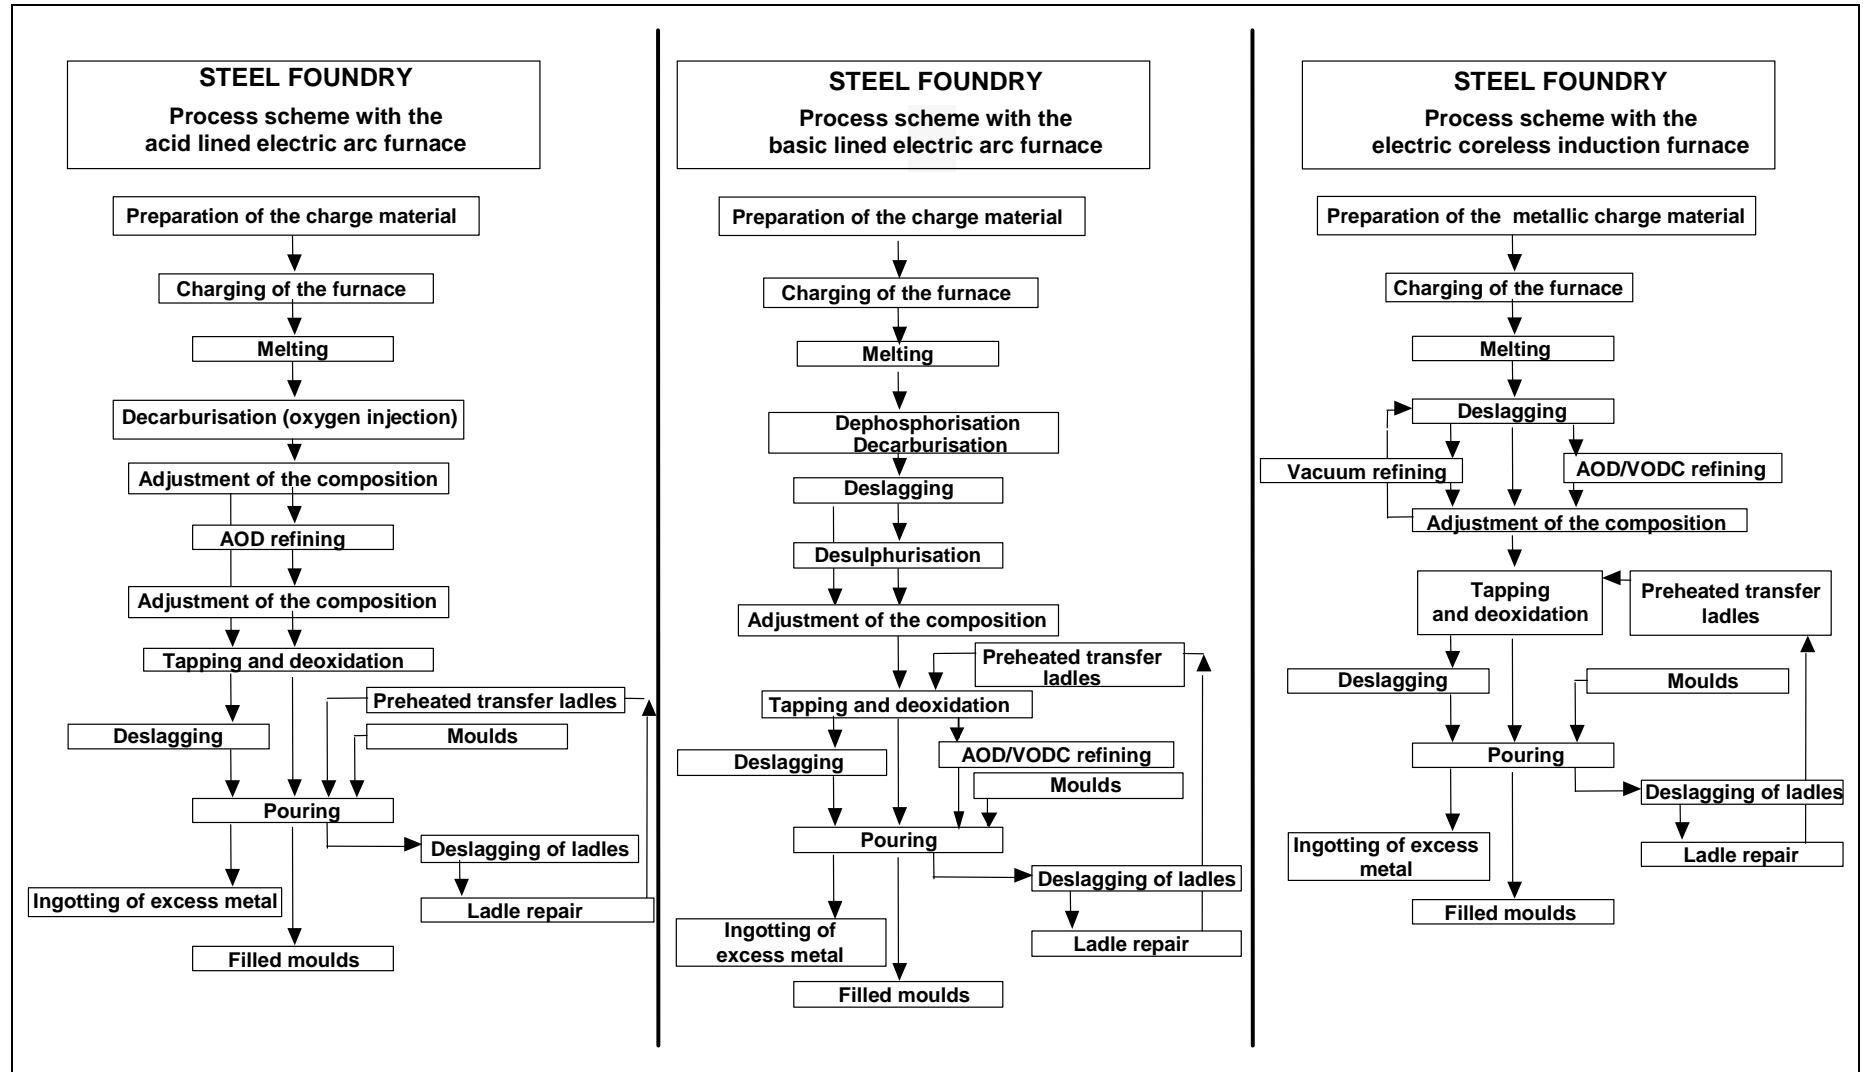 STEEL FOUNDRY
Process scheme with the
acid lined electric arc furnace
Preparation of the charge material
Charging of the furnace
Melting
Decarburisation (oxygen injection)
Adjustment of the composition
AOD refining
Adjustment of the composition
Tapping and deoxidation
Preheated transfer ladles
Deslagging
Moulds
Pouring
Deslagging of ladles
Ingotting of excess metal
Ladle repair
Filled moulds
STEEL FOUNDRY
Process scheme with the
basic lined electric arc furnace
Preparation of the charge material
Charging of the furnace
Melting
Dephosphorisation
Decarburisation
Deslagging
Desulphurisation
Adjustment of the composition
Preheated transfer
ladles
Tapping and deoxidation
Deslagging
AOD/VODC refining
Moulds
Pouring
Deslagging of ladles
Ingotting of
excess metal
Ladle repair
Filled moulds
STEEL FOUNDRY
Process scheme with the
electric coreless induction furnace
Preparation of the metallic charge material
Charging of the furnace
Melting
Deslagging
Vacuum refining
AOD/VODC refining
Adjustment of the composition
Tapping
and deoxidation
Preheated transfer
ladles
Deslagging
Moulds
Pouring
Deslagging of ladles
Ingotting of excess
metal
Ladle repair
Filled moulds